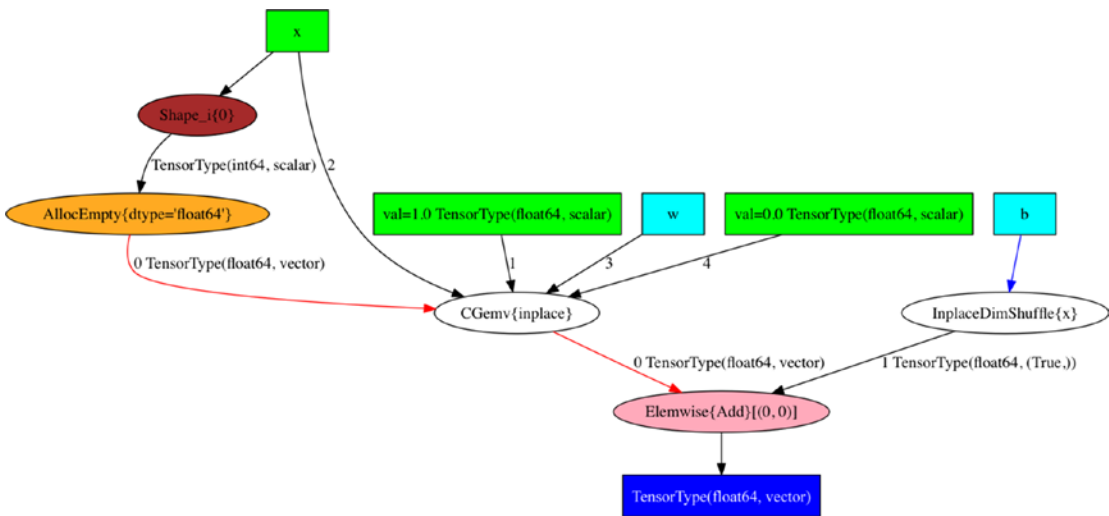 x
Shape_i{0}
TensorType(int64, scalar)
2
AllocEmpty{dtype='float64'}
val=1.0 TensorType(float64, scalar)
w
val=0.0 TensorType(float64, scalar)
b
0 TensorType(float64, vector)
1
3
4
CGemv{inplace}
InplaceDimShuffle{x}
0 TensorType(float64, vector)
1 TensorType(float64, (True,))
Elemwise{Add}[(0, 0)]
TensorType(float64, vector)